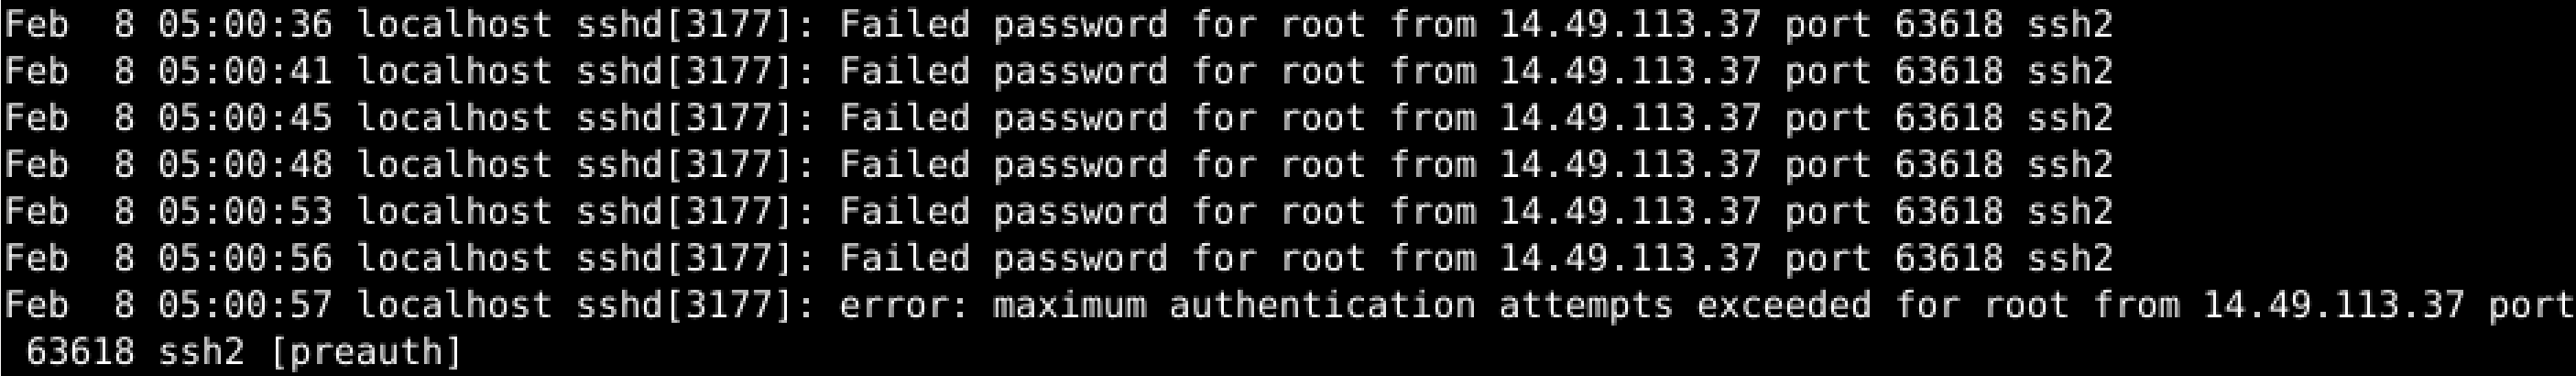 Feb  8 05:00:36 localhost sshd[3177]: Failed password for root from 14.49.113.37 port 63618 ssh2
Feb  8 05:00:41 localhost sshd[3177]: Failed password for root from 14.49.113.37 port 63618 ssh2
Feb  8 05:00:45 localhost sshd[3177]: Failed password for root from 14.49.113.37 port 63618 ssh2
Feb  8 05:00:48 localhost sshd[3177]: Failed password for root from 14.49.113.37 port 63618 ssh2
Feb  8 05:00:53 localhost sshd[3177]: Failed password for root from 14.49.113.37 port 63618 ssh2
Feb  8 05:00:56 localhost sshd[3177]: Failed password for root from 14.49.113.37 port 63618 ssh2
Feb  8 05:00:57 localhost sshd[3177]: error: maximum authentication attempts exceeded for root from 14.49.113.37 port
 63618 ssh2 [preauth]